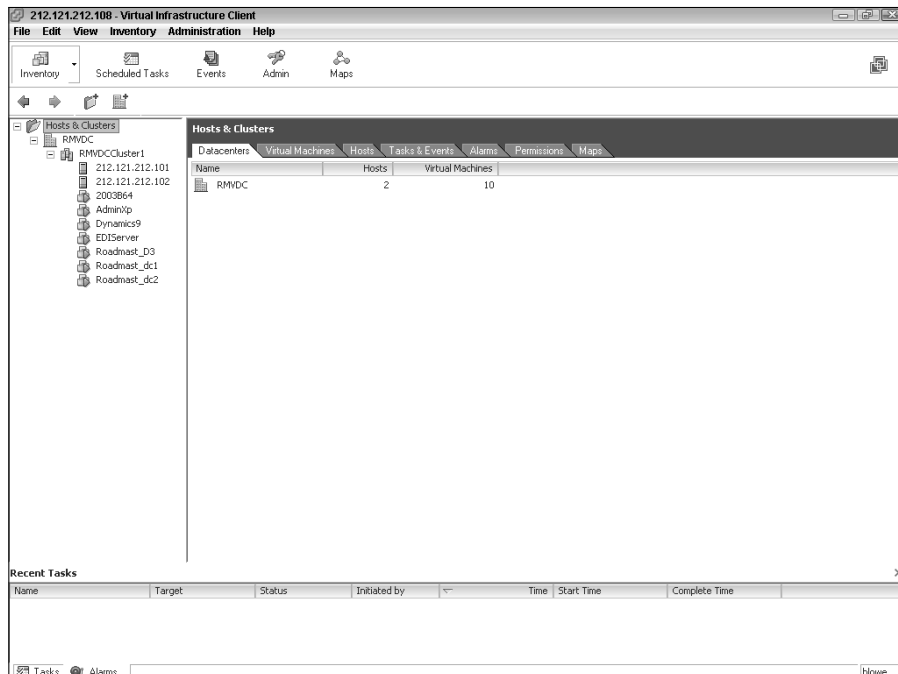 212.121.212.108 - Virtual Infrastructure Client
File Edit View Inventory Administration Help
Inventory Scheduled Tasks Events Admin Maps
Hosts & Clusters
RMVDC
RMVDCCluster1
212.121.212.101
212.121.212.102
2003B64
AdminXp
Dynamics9
EDIServer
Roadmast_D3
Roadmast_dc1
Roadmast_dc2
Hosts & Clusters
Datacenters Virtual Machines Hosts Tasks & Events Alarms Permissions Maps
Name Hosts Virtual Machines
RMVDC 2 10
Recent Tasks
Name Target Status Initiated by Time Start Time Complete Time
Tasks Alarms blowe